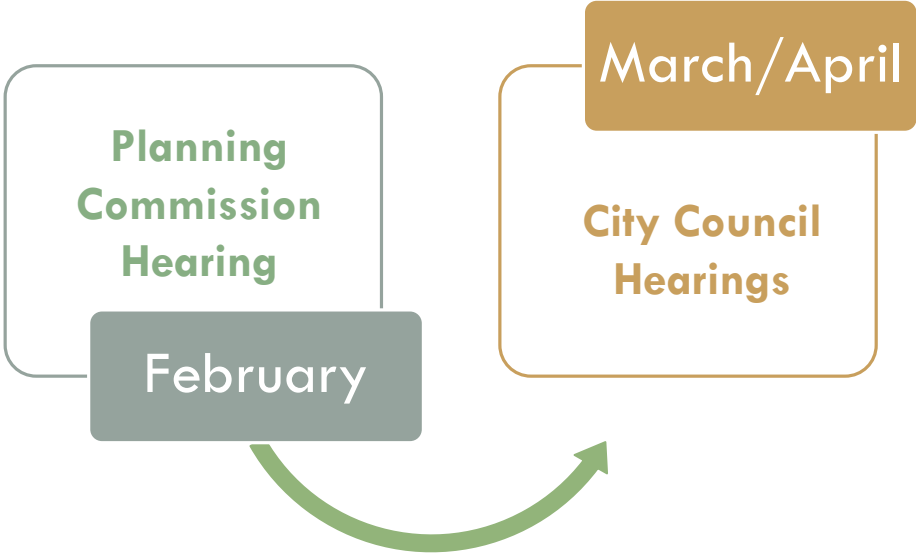 Planning
Commission
Hearing
February
March/April
City Council
Hearings